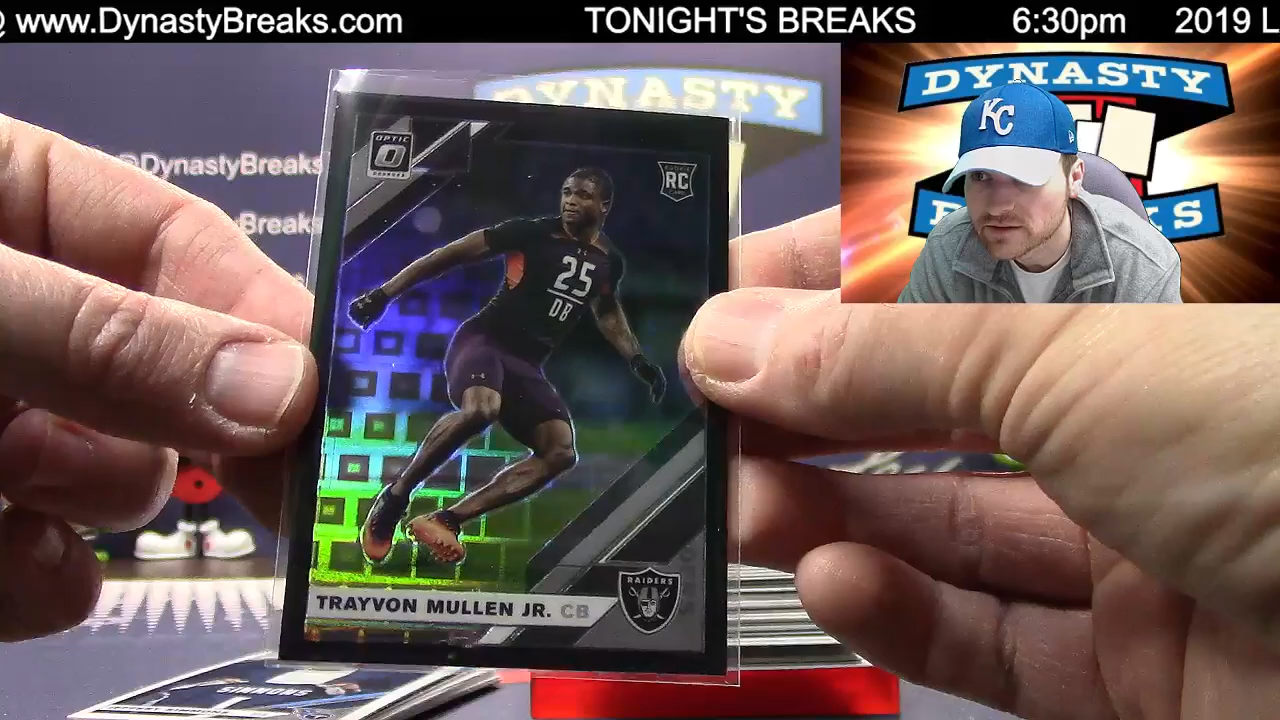 @ www.DynastyBreaks.com TONIGHT'S BREAKS 6:30pm 2019 L
DYNASTY
@DynastyBreaks
Breaks
OPTIC
RC
25
DB
TRAYVON MULLEN JR. CB
RAIDERS
DYNASTY
KC
SIMMONS